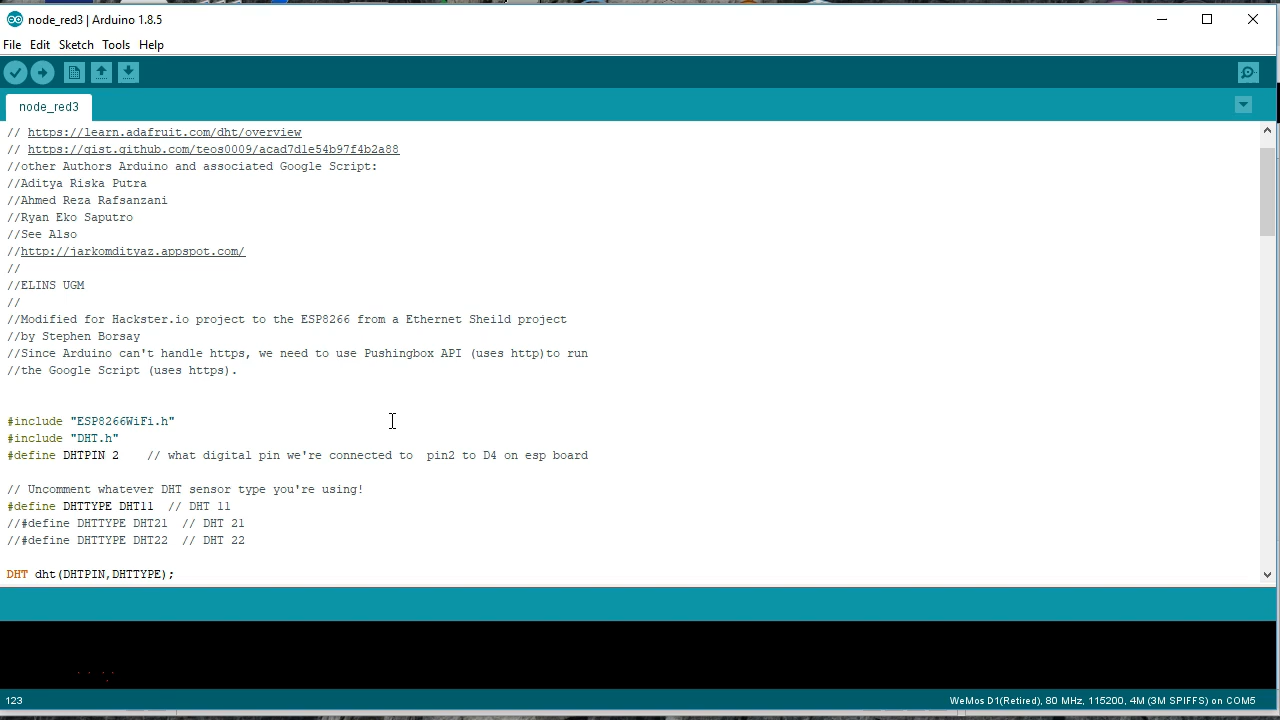 node_red3 | Arduino 1.8.5
File Edit Sketch Tools Help
node_red3
// https://learn.adafruit.com/dht/overview
// https://gist.github.com/teos0009/acad7d1e54b97f4b2a88
//other Authors Arduino and associated Google Script:
//Aditya Riska Putra
//Ahmed Reza Rafsanzani
//Ryan Eko Saputro
//See Also
//http://jarkomdityaz.appspot.com/
//
//ELINS UGM
//
//Modified for Hackster.io project to the ESP8266 from a Ethernet Sheild project
//by Stephen Borsay
//Since Arduino can't handle https, we need to use Pushingbox API (uses http)to run
//the Google Script (uses https).
#include "ESP8266WiFi.h"
#include "DHT.h"
#define DHTPIN 2    // what digital pin we're connected to  pin2 to D4 on esp board
// Uncomment whatever DHT sensor type you're using!
#define DHTTYPE DHT11  // DHT 11
//#define DHTTYPE DHT21  // DHT 21
//#define DHTTYPE DHT22  // DHT 22
DHT dht(DHTPIN,DHTTYPE);
123
WeMos D1(Retired), 80 MHz, 115200, 4M (3M SPIFFS) on COM5